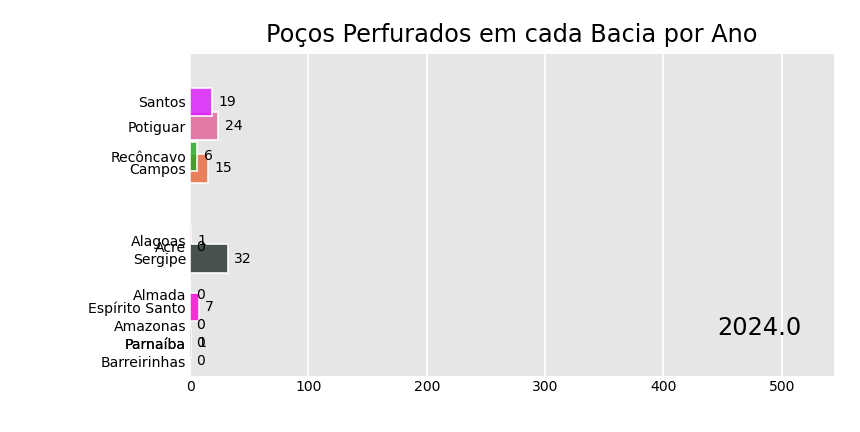 Poços Perfurados em cada Bacia por Ano
Santos 19
Potiguar 24
Recôncavo 6
Campos 15
Alagoas 1
Acre 0
Sergipe 32
Almada 0
Espírito Santo 7
Amazonas 0
2024.0
Parnaíba 1
Barreirinhas 0
0 100 200 300 400 500